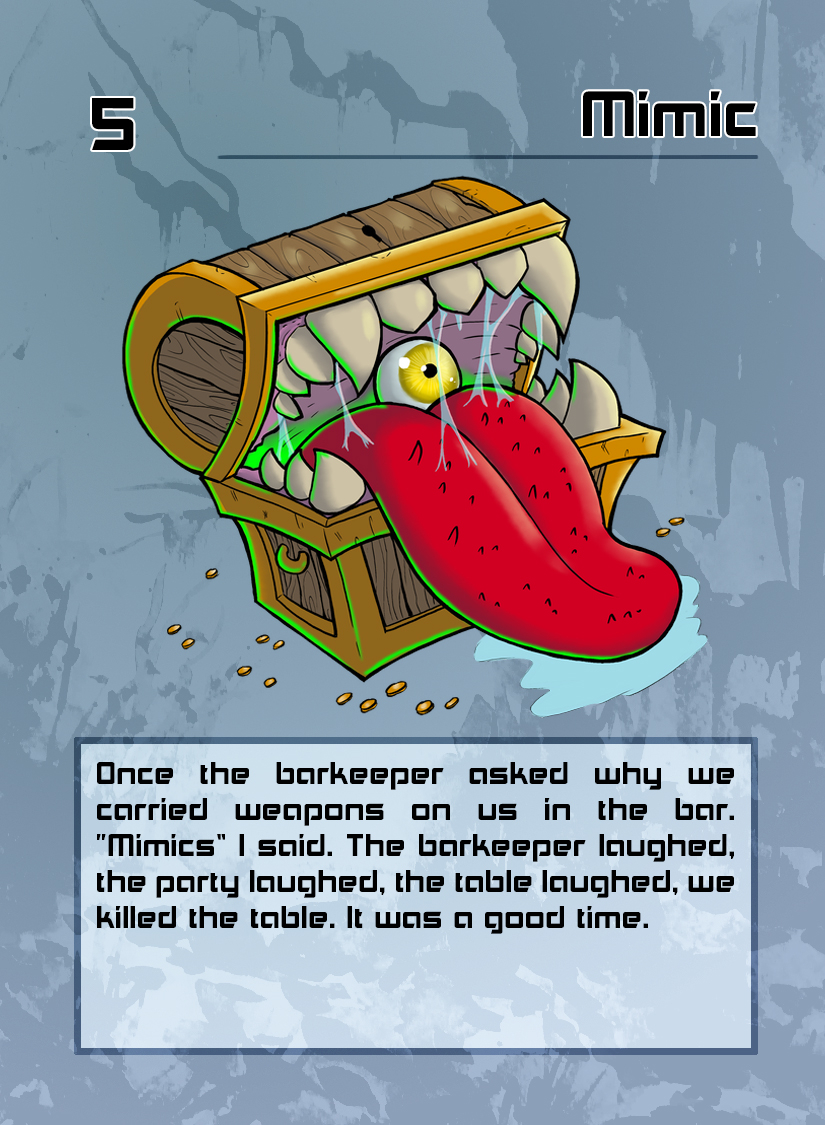 5
Mimic
Once the barkeeper asked why we
carried weapons on us in the bar.
"Mimics" I said. The barkeeper laughed,
the party laughed, the table laughed, we
killed the table. It was a good time.